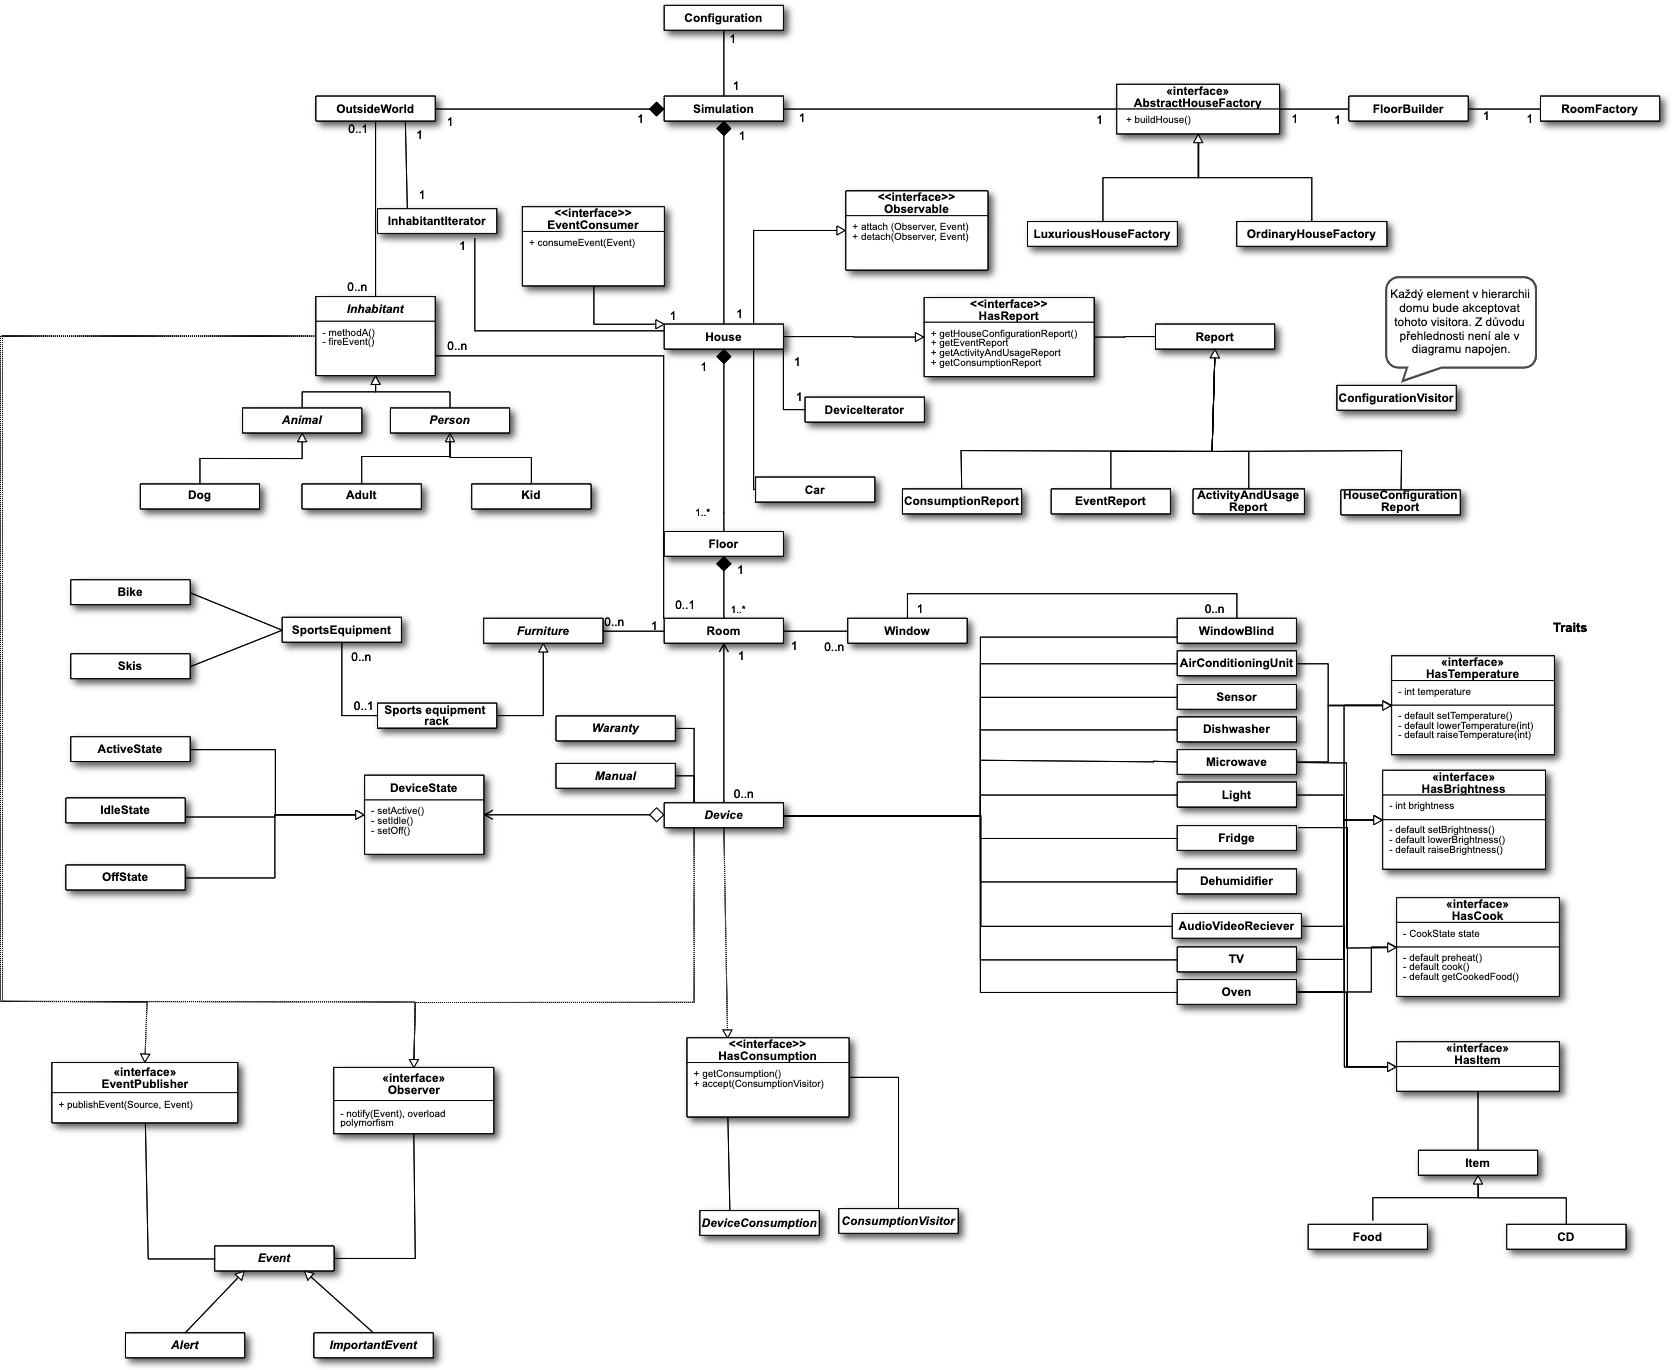 Configuration
1
1
OutsideWorld
1
1
Simulation
1
1
1
«interface»
AbstractHouseFactory
+ buildHouse()
1
1
FloorBuilder
1
1
RoomFactory
0..1
1
1
InhabitantIterator
1
<<interface>>
EventConsumer
+ consumeEvent(Event)
<<interface>>
Observable
+ attach (Observer, Event)
+ detach(Observer, Event)
LuxuriousHouseFactory
OrdinaryHouseFactory
0..n
Inhabitant
- methodA()
- fireEvent()
0..n
1
1
House
1
1
<<interface>>
HasReport
+ getHouseConfigurationReport()
+ getEventReport
+ getActivityAndUsageReport
+ getConsumptionReport
Report
Každý element v hierarchii
domu bude akceptovat
tohoto visitora. Z důvodu
přehlednosti není ale v
diagramu napojen.
ConfigurationVisitor
1
DeviceIterator
Animal
Person
Dog
Adult
Kid
Car
ConsumptionReport
EventReport
ActivityAndUsage
Report
HouseConfiguration
Report
1..*
Floor
1
Bike
SportsEquipment
Skis
0..n
0..1
Sports equipment
rack
Furniture
0..n
1
0..1
1..*
Room
1
1
0..n
Window
1
0..n
WindowBlind
AirConditioningUnit
Sensor
Dishwasher
Microwave
Light
Fridge
Dehumidifier
AudioVideoReciever
TV
Oven
Traits
«interface»
HasTemperature
- int temperature
- default setTemperature()
- default lowerTemperature(int)
- default raiseTemperature(int)
«interface»
HasBrightness
- int brightness
- default setBrightness()
- default lowerBrightness()
- default raiseBrightness()
«interface»
HasCook
- CookState state
- default preheat()
- default cook()
- default getCookedFood()
«interface»
HasItem
Item
Food
CD
Waranty
Manual
0..n
Device
ActiveState
IdleState
OffState
DeviceState
- setActive()
- setIdle()
- setOff()
<<interface>>
HasConsumption
+ getConsumption()
+ accept(ConsumptionVisitor)
DeviceConsumption
ConsumptionVisitor
«interface»
EventPublisher
+ publishEvent(Source, Event)
«interface»
Observer
- notify(Event), overload
polymorfism
Event
Alert
ImportantEvent